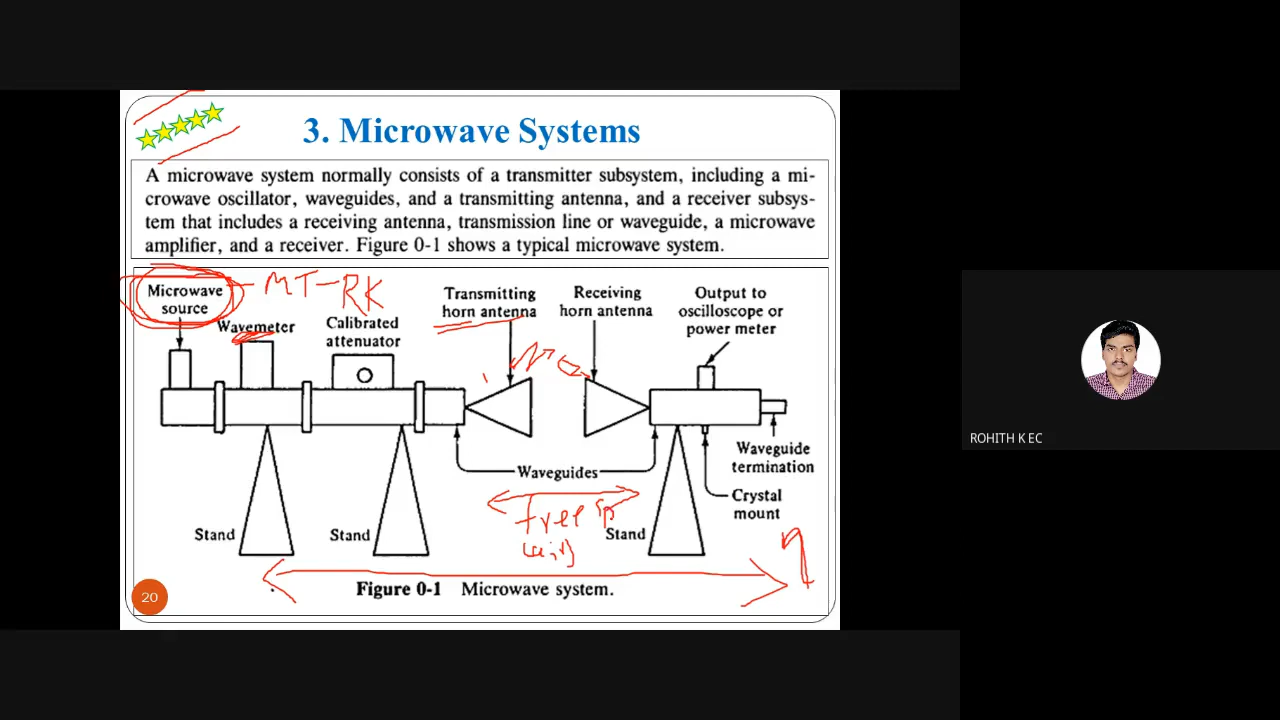 3. Microwave Systems
A microwave system normally consists of a transmitter subsystem, including a mi-
crowave oscillator, waveguides, and a transmitting antenna, and a receiver subsys-
tem that includes a receiving antenna, transmission line or waveguide, a microwave
amplifier, and a receiver. Figure 0-1 shows a typical microwave system.
Microwave
source
MT-RK
Wavemeter
Calibrated
attenuator
Transmitting
horn antenna
Receiving
horn antenna
Output to
oscilloscope or
power meter
Waveguides
Waveguide
termination
Crystal
mount
Free sp
(air)
Stand
Stand
Stand
Figure 0-1 Microwave system.
20
ROHITH K EC